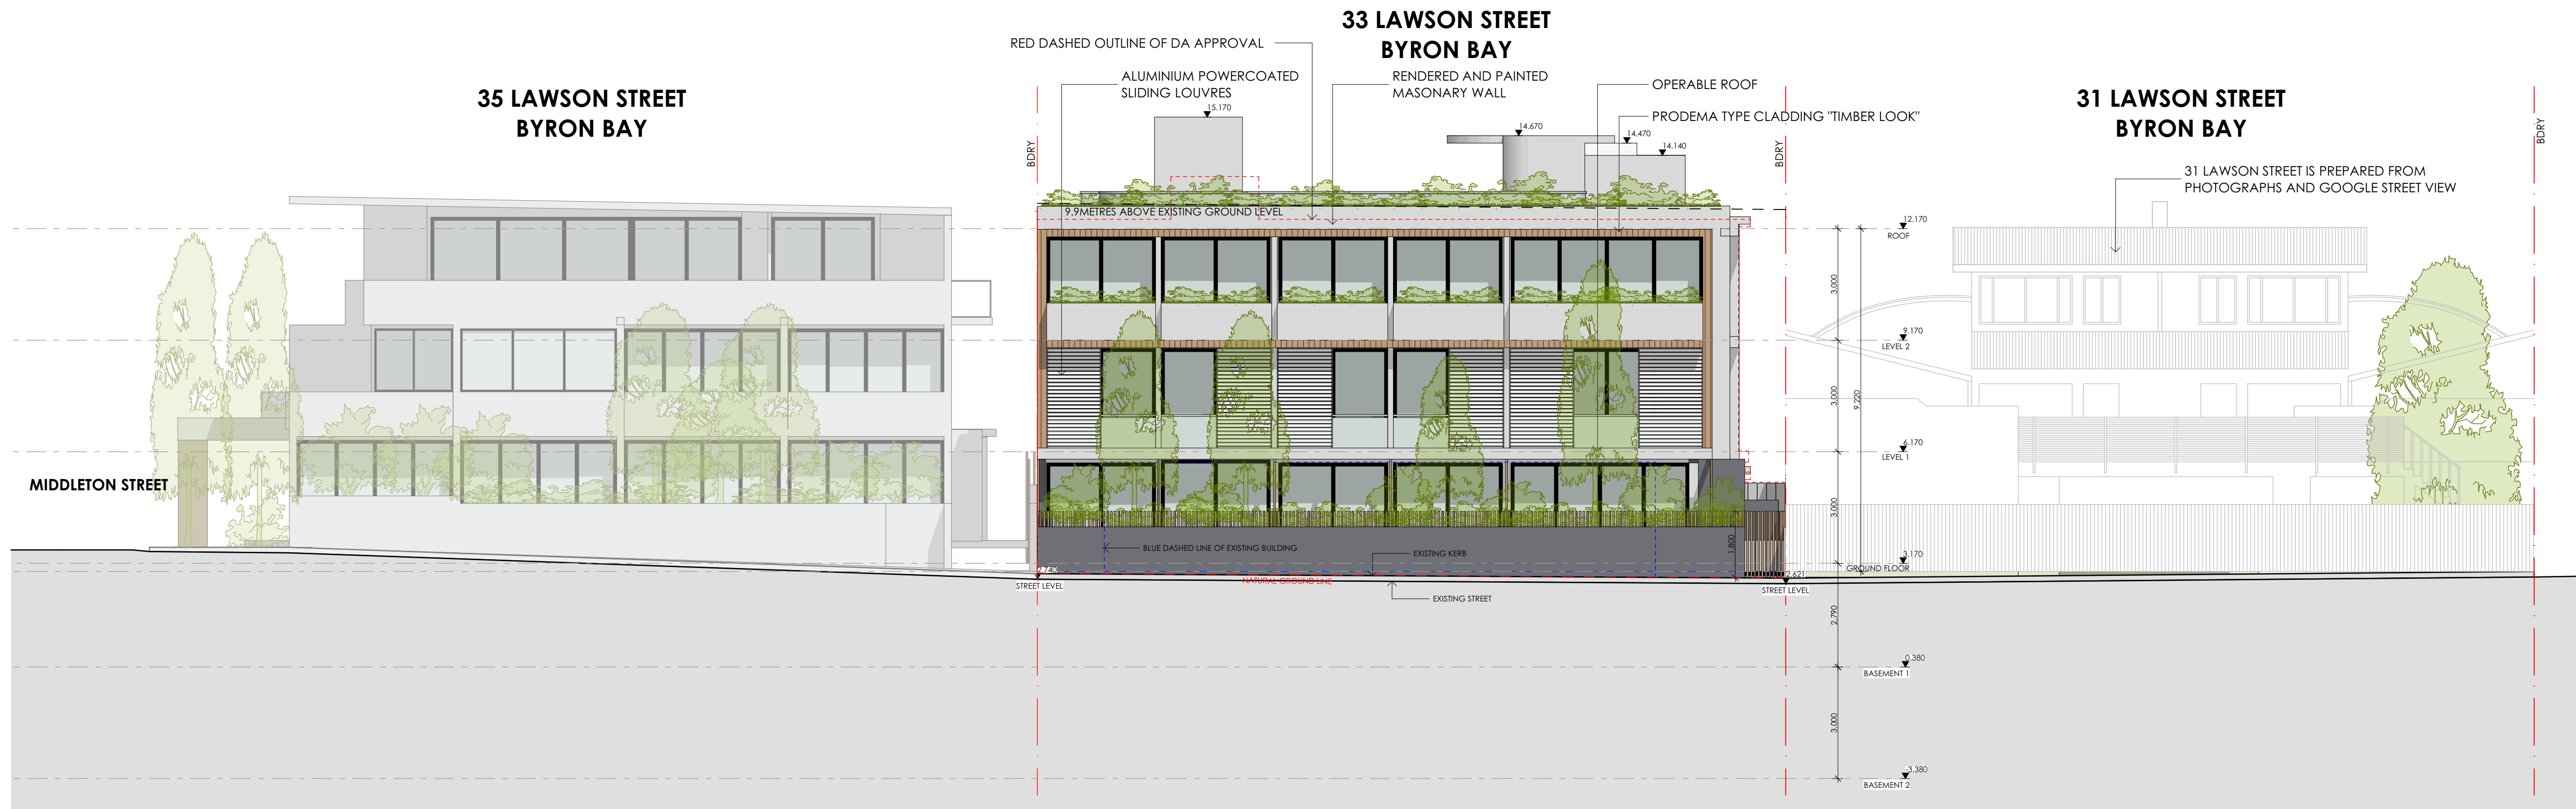 33 LAWSON STREET
BYRON BAY
RED DASHED OUTLINE OF DA APPROVAL
ALUMINIUM POWERCOATED
SLIDING LOUVRES
RENDERED AND PAINTED
MASONARY WALL
OPERABLE ROOF
PRODEMA TYPE CLADDING "TIMBER LOOK"
35 LAWSON STREET
BYRON BAY
31 LAWSON STREET
BYRON BAY
31 LAWSON STREET IS PREPARED FROM
PHOTOGRAPHS AND GOOGLE STREET VIEW
BDRY
BDRY
BDRY
15.170
14.670
14.470
14.140
9.9METRES ABOVE EXISTING GROUND LEVEL
12.170
ROOF
3,000
9.170
LEVEL 2
3,000
9,220
6.170
LEVEL 1
3,000
3.170
GROUND FLOOR
MIDDLETON STREET
BLUE DASHED LINE OF EXISTING BUILDING
EXISTING KERB
1,800
2.740
STREET LEVEL
NATURAL GROUND LINE
2.621
STREET LEVEL
EXISTING STREET
2,790
0.380
BASEMENT 1
3,000
-3.380
BASEMENT 2